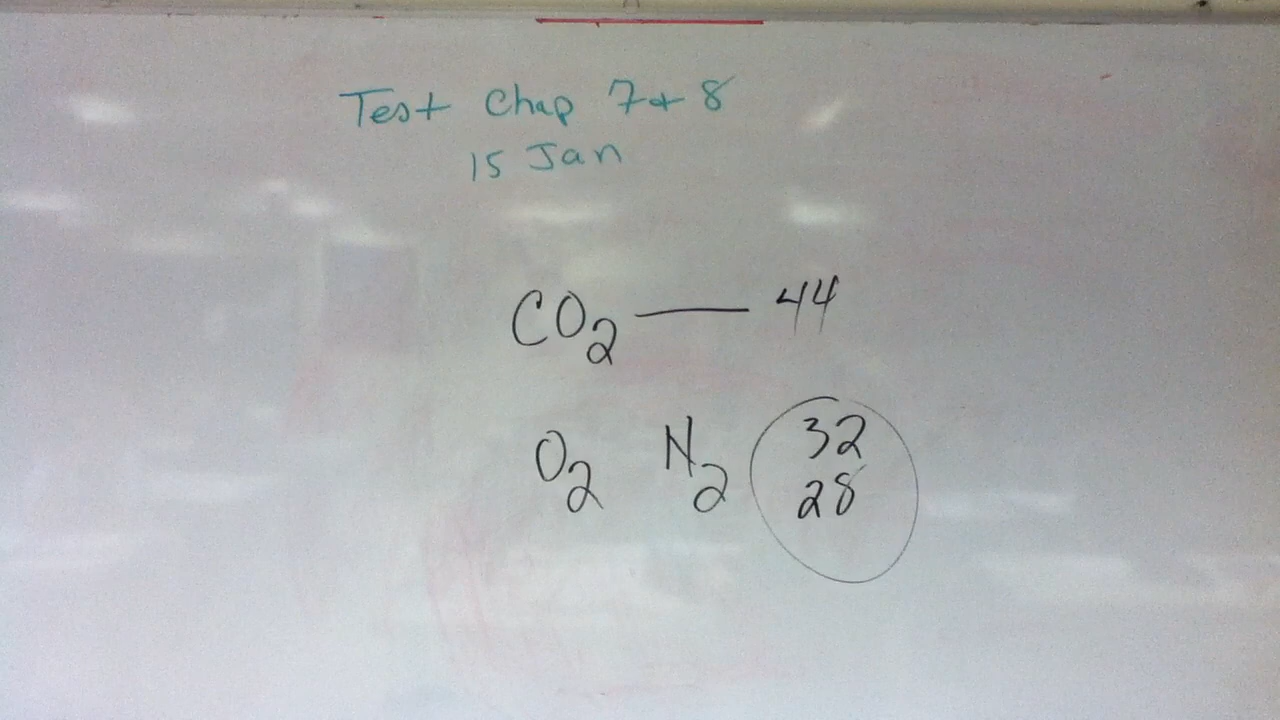 Test Chap 7+8
15 Jan
CO₂ — 44
O₂ N₂ 32
28